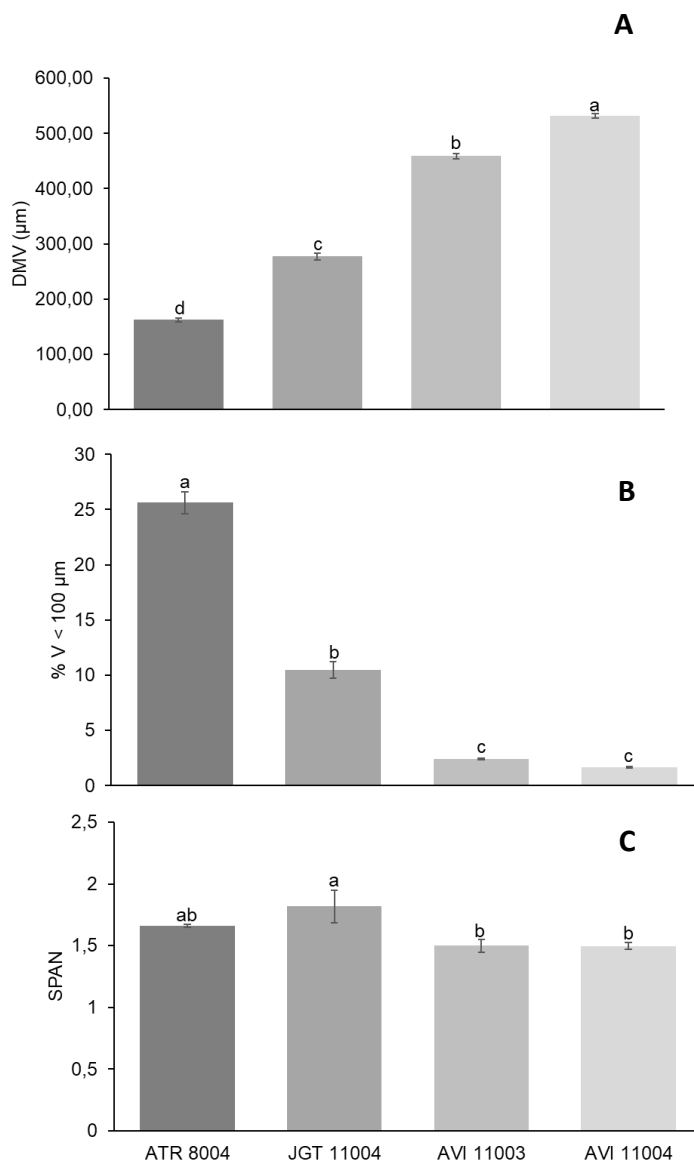 A
DMV (µm)
600,00
500,00
400,00
300,00
200,00
100,00
0,00
d
c
b
a
B
% V < 100 µm
30
25
20
15
10
5
0
a
b
c
c
C
SPAN
2,5
2
1,5
1
0,5
0
ab
a
b
b
ATR 8004 JGT 11004 AVI 11003 AVI 11004